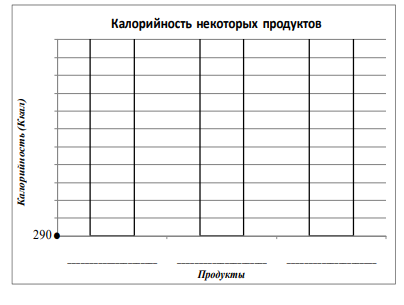 Калорийность некоторых продуктов
Калорийность (Ккал)
290
Продукты